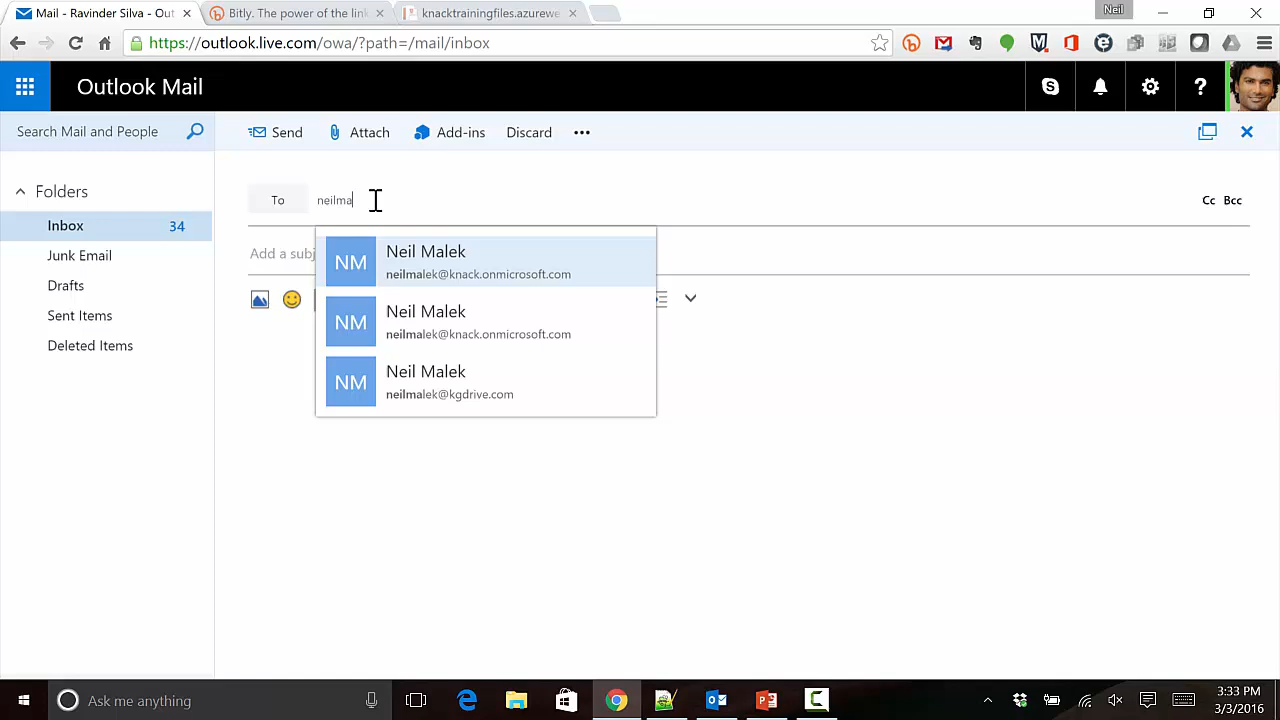 Mail - Ravinder Silva - Out
Bitly. The power of the link
knacktrainingfiles.azurewe
Neil
https://outlook.live.com/owa/?path=/mail/inbox
Outlook Mail
Search Mail and People
Send
Attach
Add-ins
Discard
Folders
Inbox 34
Junk Email
Drafts
Sent Items
Deleted Items
To
neilma
Cc
Bcc
Add a subj
NM
Neil Malek
neilmalek@knack.onmicrosoft.com
NM
Neil Malek
neilmalek@knack.onmicrosoft.com
NM
Neil Malek
neilmalek@kgdrive.com
Ask me anything
3:33 PM
3/3/2016